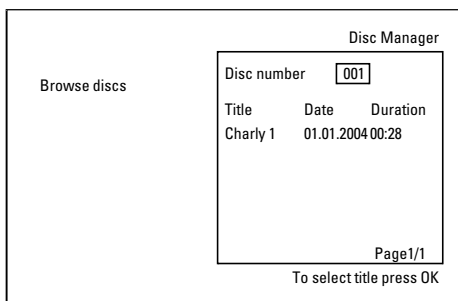 Disc Manager
Browse discs
Disc number 001
Title Date Duration
Charly 1 01.01.2004 00:28
Page1/1
To select title press OK